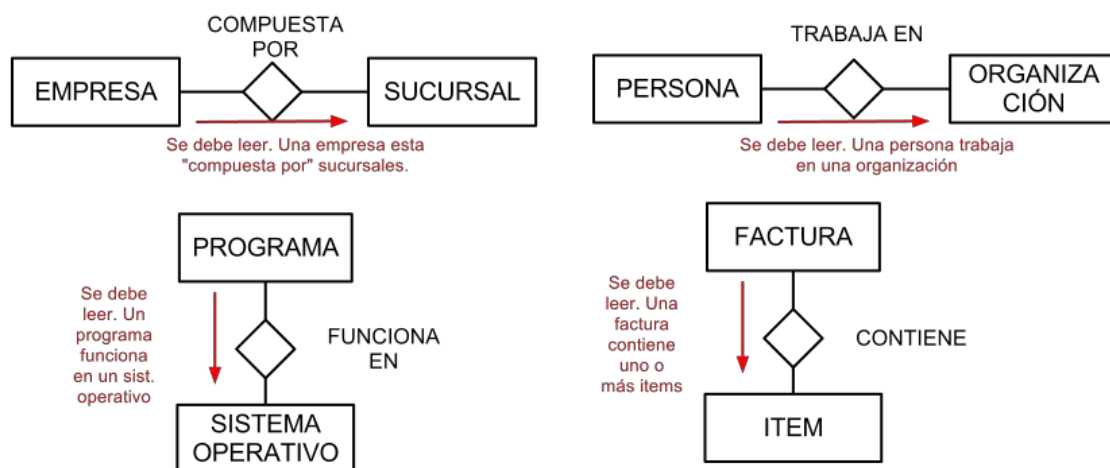 COMPUESTA
POR
EMPRESA
SUCURSAL
Se debe leer. Una empresa esta
"compuesta por" sucursales.
TRABAJA EN
PERSONA
ORGANIZA
CIÓN
Se debe leer. Una persona trabaja
en una organización
PROGRAMA
Se debe
leer. Un
programa
funciona
en un sist.
operativo
FUNCIONA
EN
SISTEMA
OPERATIVO
FACTURA
Se debe
leer. Una
factura
contiene
uno o
más items
CONTIENE
ITEM